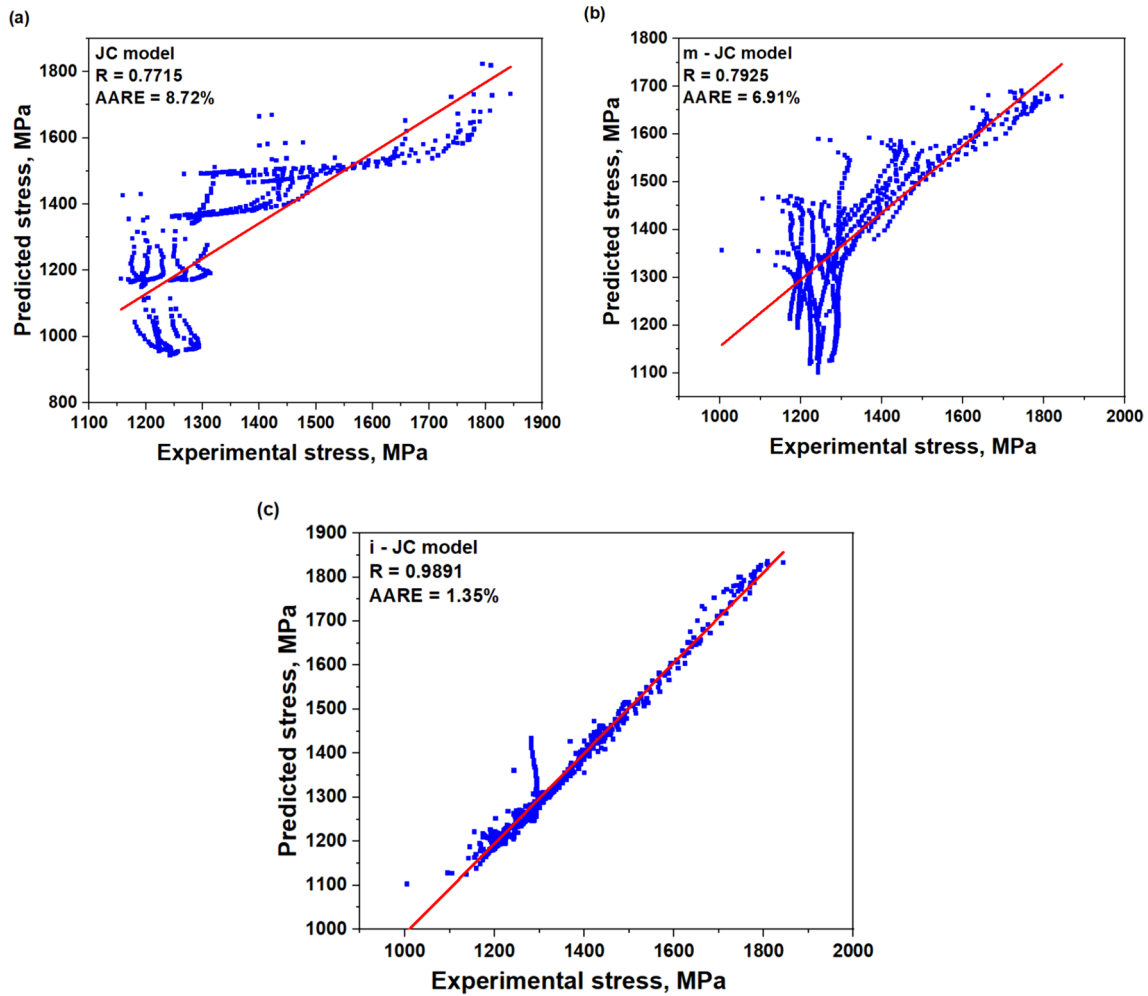 (a)
JC model
R = 0.7715
AARE = 8.72%
Predicted stress, MPa
1800
1600
1400
1200
1000
800
1100 1200 1300 1400 1500 1600 1700 1800 1900
Experimental stress, MPa
(b)
m - JC model
R = 0.7925
AARE = 6.91%
Predicted stress, MPa
1800
1700
1600
1500
1400
1300
1200
1100
1000 1200 1400 1600 1800 2000
Experimental stress, MPa
(c)
i - JC model
R = 0.9891
AARE = 1.35%
Predicted stress, MPa
1900
1800
1700
1600
1500
1400
1300
1200
1100
1000
1000 1200 1400 1600 1800 2000
Experimental stress, MPa